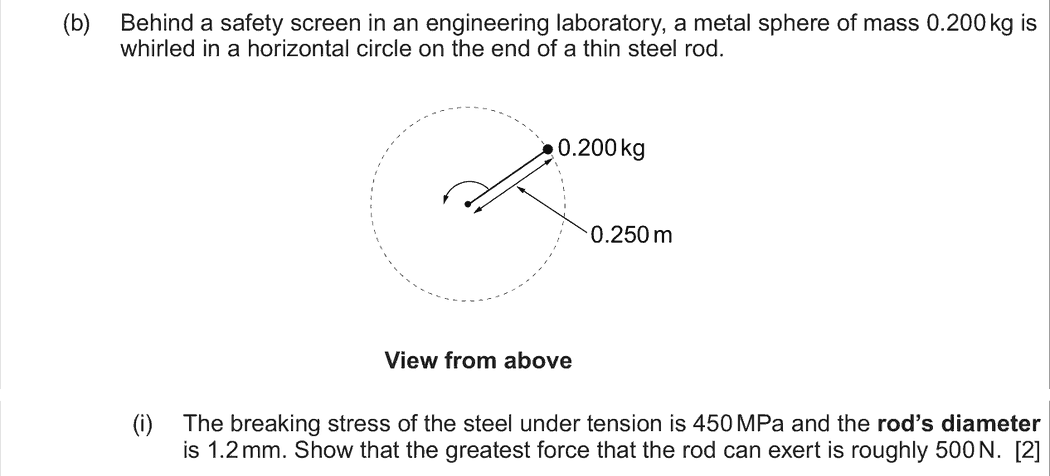 (b) Behind a safety screen in an engineering laboratory, a metal sphere of mass 0.200 kg is
whirled in a horizontal circle on the end of a thin steel rod.
0.200 kg
0.250 m
View from above
(i) The breaking stress of the steel under tension is 450 MPa and the rod's diameter
is 1.2 mm. Show that the greatest force that the rod can exert is roughly 500 N. [2]